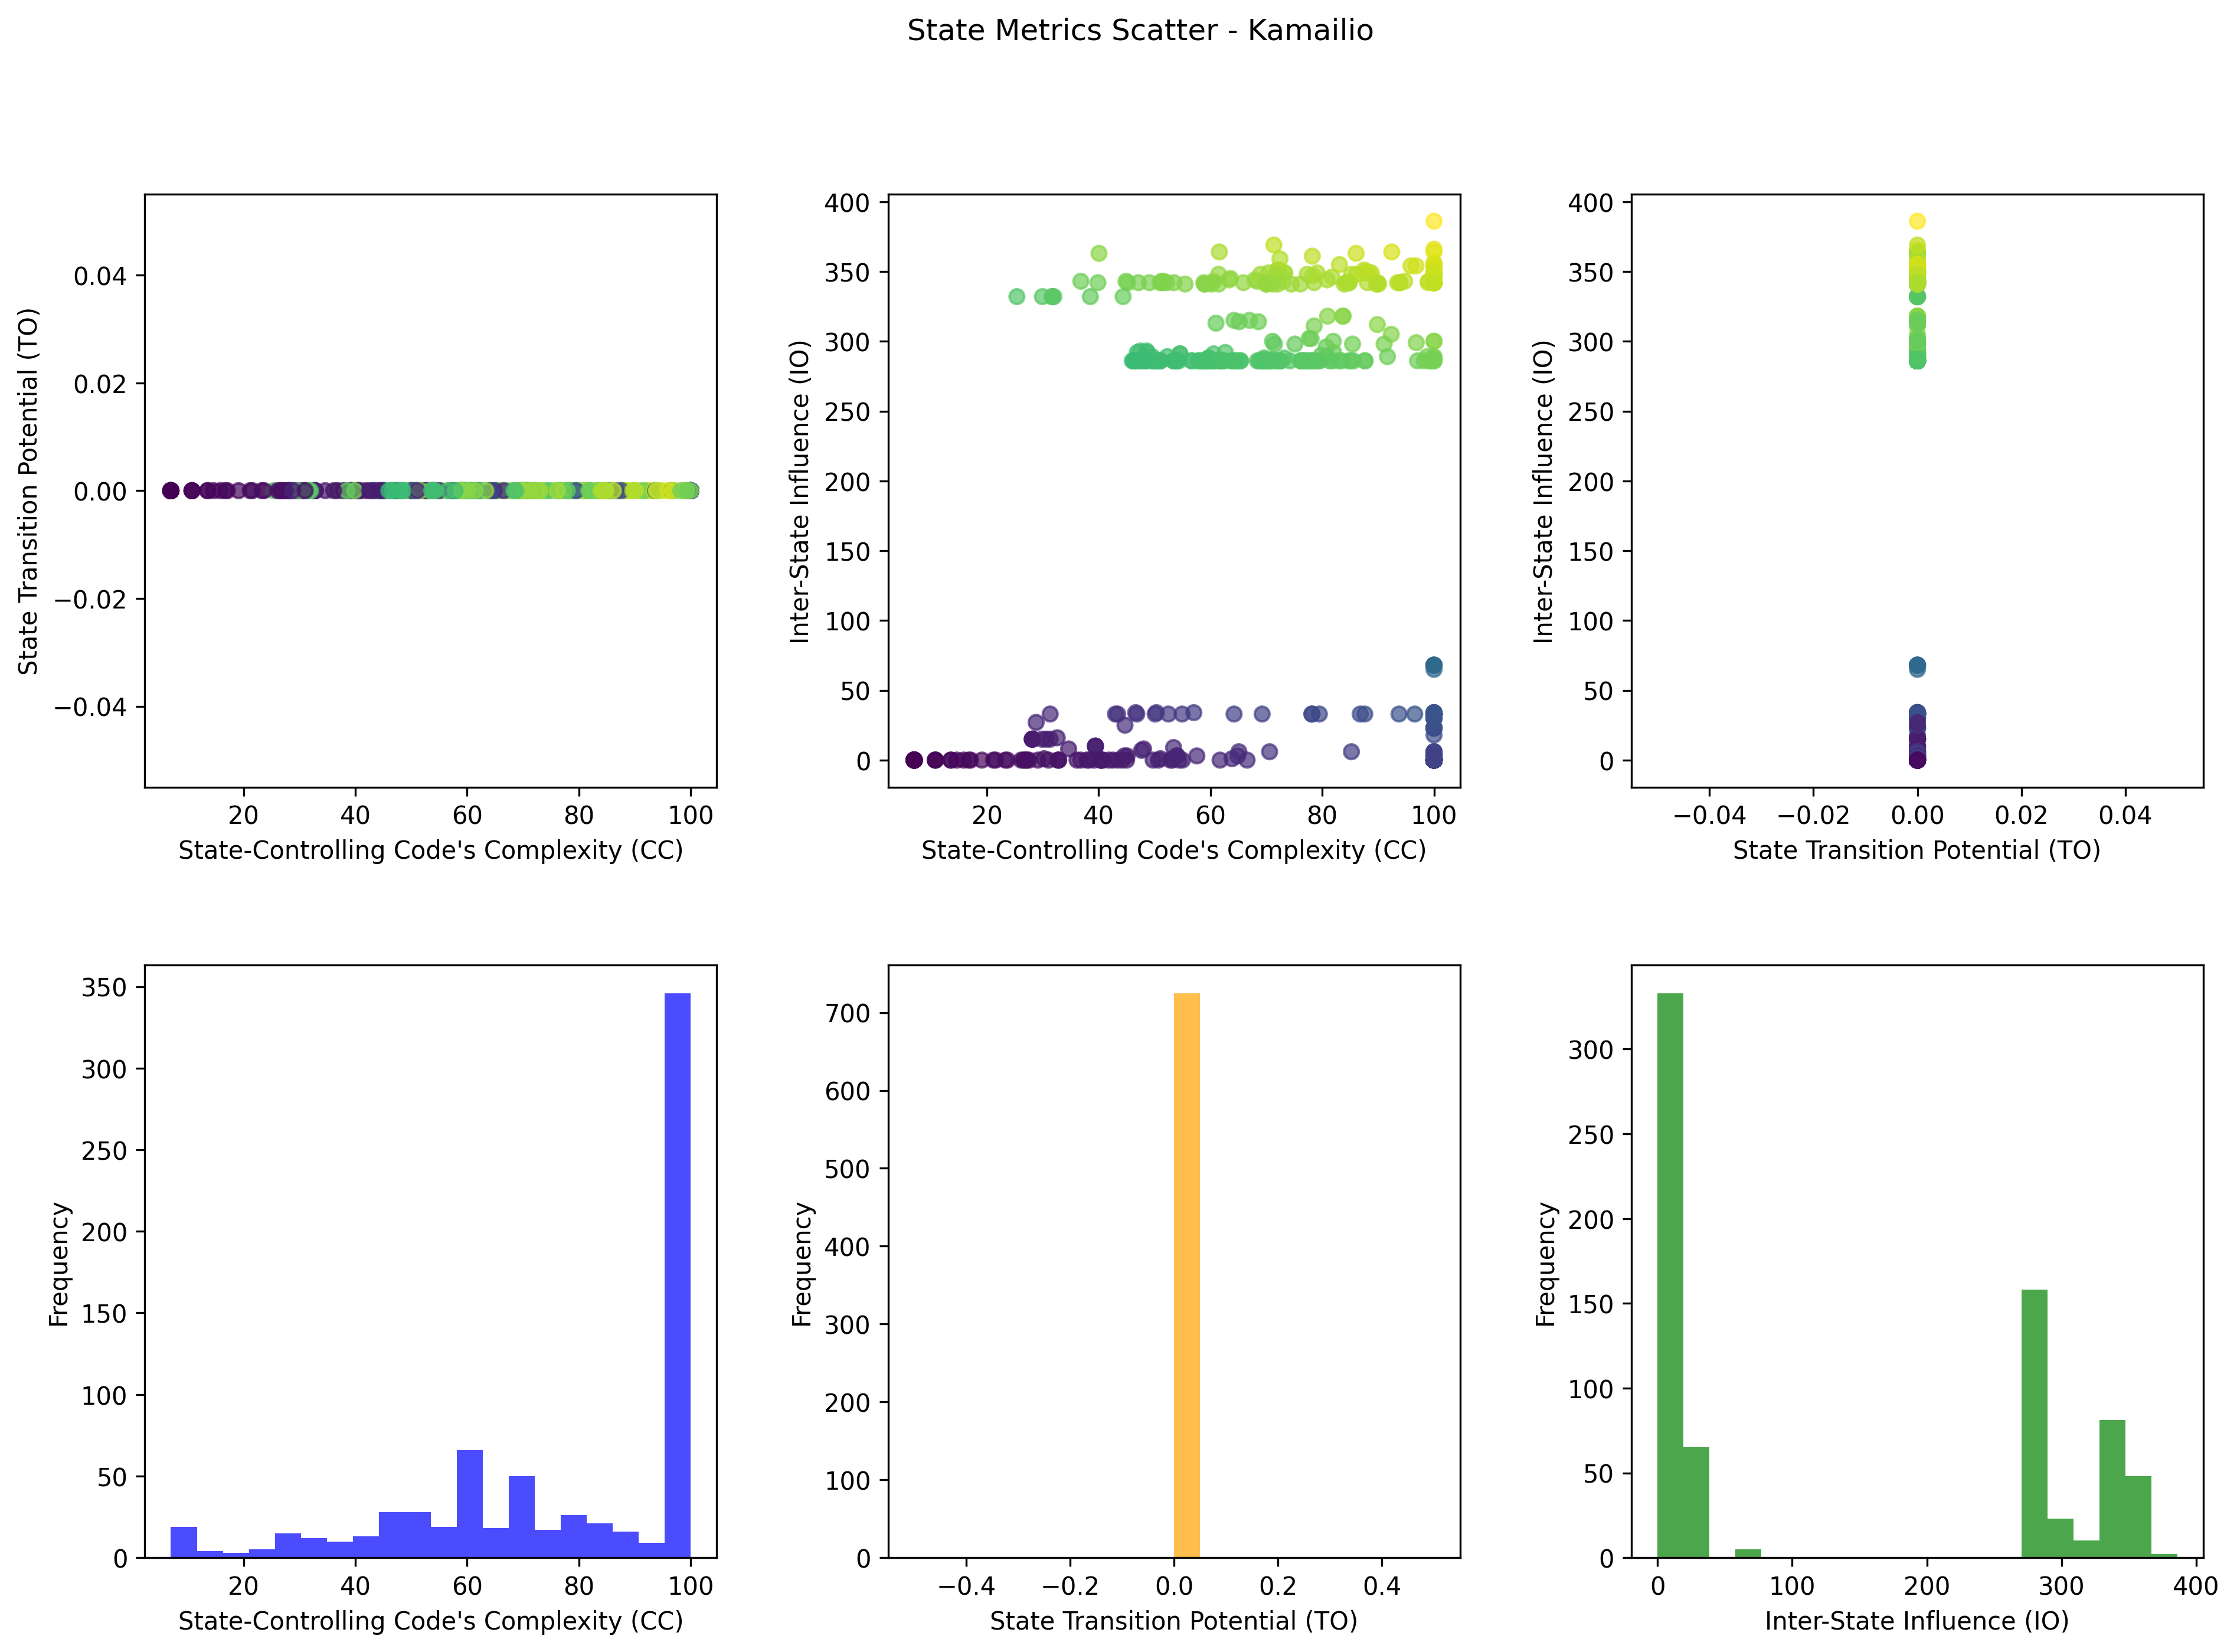 State Metrics Scatter - Kamailio
State Transition Potential (TO)
0.04
0.02
0.00
−0.02
−0.04
20 40 60 80 100
State-Controlling Code's Complexity (CC)
Inter-State Influence (IO)
400
350
300
250
200
150
100
50
0
20 40 60 80 100
State-Controlling Code's Complexity (CC)
Inter-State Influence (IO)
400
350
300
250
200
150
100
50
0
−0.04 −0.02 0.00 0.02 0.04
State Transition Potential (TO)
Frequency
350
300
250
200
150
100
50
0
20 40 60 80 100
State-Controlling Code's Complexity (CC)
Frequency
700
600
500
400
300
200
100
0
−0.4 −0.2 0.0 0.2 0.4
State Transition Potential (TO)
Frequency
300
250
200
150
100
50
0
0 100 200 300 400
Inter-State Influence (IO)